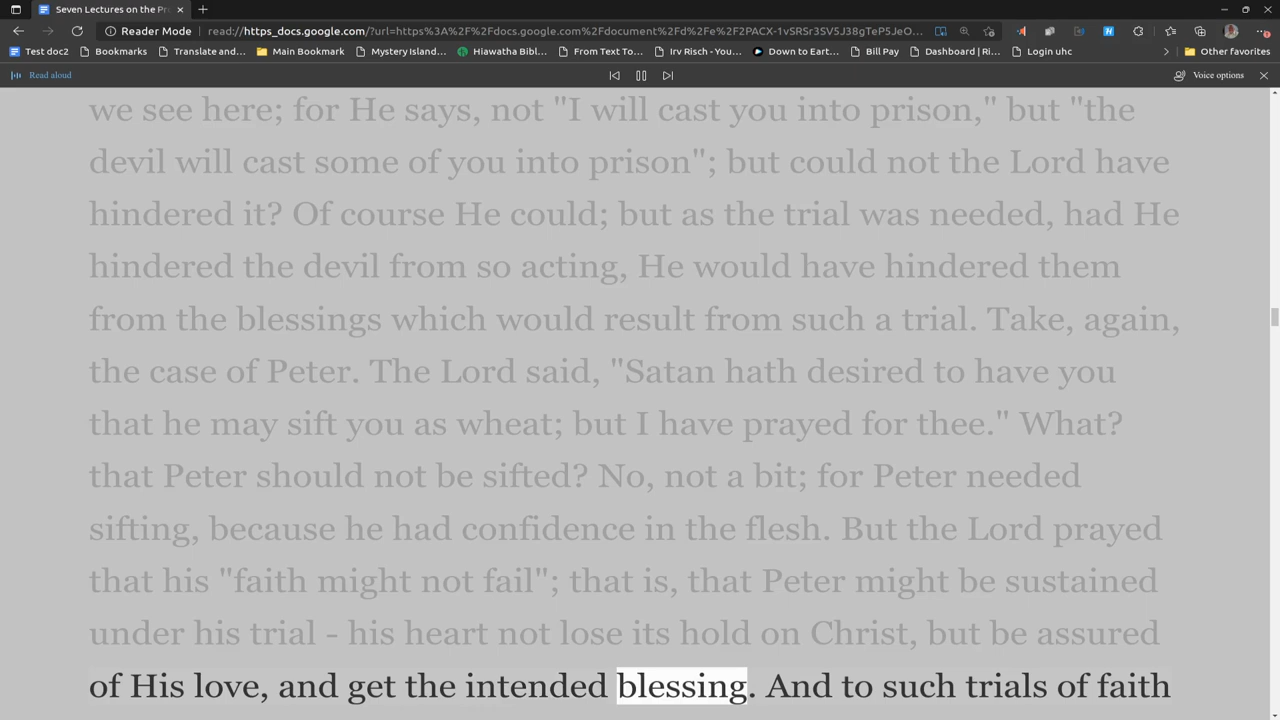 Seven Lectures on the Pro
Reader Mode
read://https_docs.google.com/?url=https%3A%2F%2Fdocs.google.com%2Fdocument%2Fd%2Fe%2F2PACX-1vSRSr3SV5J38gTeP5JeO...
Test doc2
Bookmarks
Translate and...
Main Bookmark
Mystery Island...
Hiawatha Bibl...
From Text To...
Irv Risch - You...
Down to Eart...
Bill Pay
Dashboard | Ri...
Login uhc
Other favorites
Read aloud
Voice options
we see here; for He says, not "I will cast you into prison," but "the
devil will cast some of you into prison"; but could not the Lord have
hindered it? Of course He could; but as the trial was needed, had He
hindered the devil from so acting, He would have hindered them
from the blessings which would result from such a trial. Take, again,
the case of Peter. The Lord said, "Satan hath desired to have you
that he may sift you as wheat; but I have prayed for thee." What?
that Peter should not be sifted? No, not a bit; for Peter needed
sifting, because he had confidence in the flesh. But the Lord prayed
that his "faith might not fail"; that is, that Peter might be sustained
under his trial - his heart not lose its hold on Christ, but be assured
of His love, and get the intended blessing. And to such trials of faith